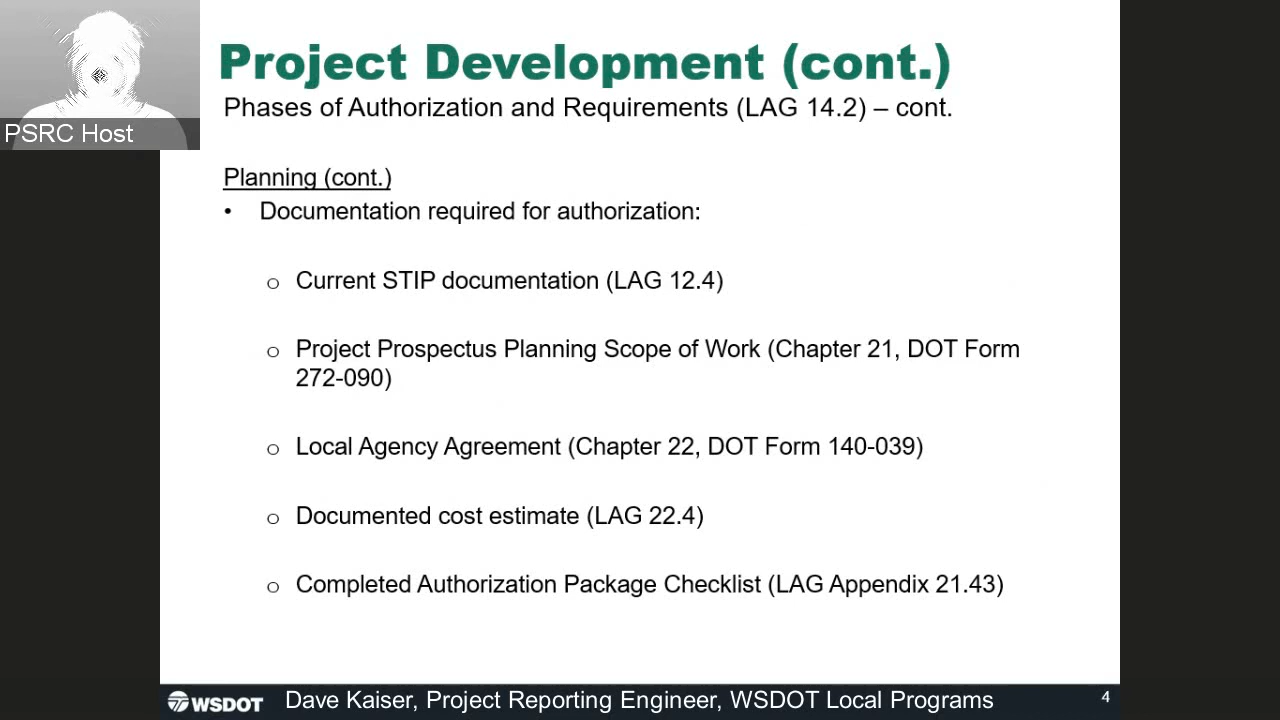 Project Development (cont.)
Phases of Authorization and Requirements (LAG 14.2) – cont.
PSRC Host
Planning (cont.)
• Documentation required for authorization:
o Current STIP documentation (LAG 12.4)
o Project Prospectus Planning Scope of Work (Chapter 21, DOT Form
272-090)
o Local Agency Agreement (Chapter 22, DOT Form 140-039)
o Documented cost estimate (LAG 22.4)
o Completed Authorization Package Checklist (LAG Appendix 21.43)
WSDOT Dave Kaiser, Project Reporting Engineer, WSDOT Local Programs 4